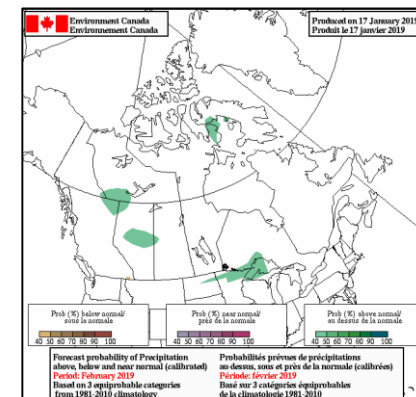 Environment Canada
Environnement Canada
Produced on 17 January 2019
Produit le 17 janvier 2019
Prob (%) below normal/
sous la normale
40 50 60 70 80 90 100
Prob (%) near normal/
près de la normale
40 50 60 70 80 90 100
Prob (%) above normal/
au dessus de la normale
40 50 60 70 80 90 100
Forecast probability of Precipitation
above, below and near normal (calibrated)
Period: February 2019
Based on 3 equiprobable categories
from 1981-2010 climatology
Probabilités prévues de précipitations
au-dessus, sous et près de la normale (calibrées)
Période: février 2019
Basé sur 3 catégories équiprobables
de la climatologie 1981-2010